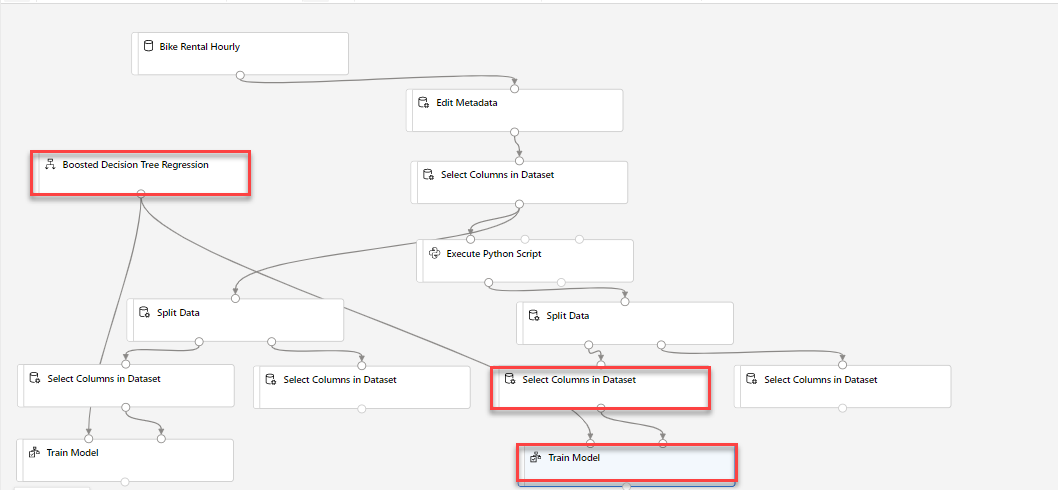 Bike Rental Hourly
Edit Metadata
Boosted Decision Tree Regression
Select Columns in Dataset
Execute Python Script
Split Data
Split Data
Select Columns in Dataset
Select Columns in Dataset
Select Columns in Dataset
Select Columns in Dataset
Train Model
Train Model